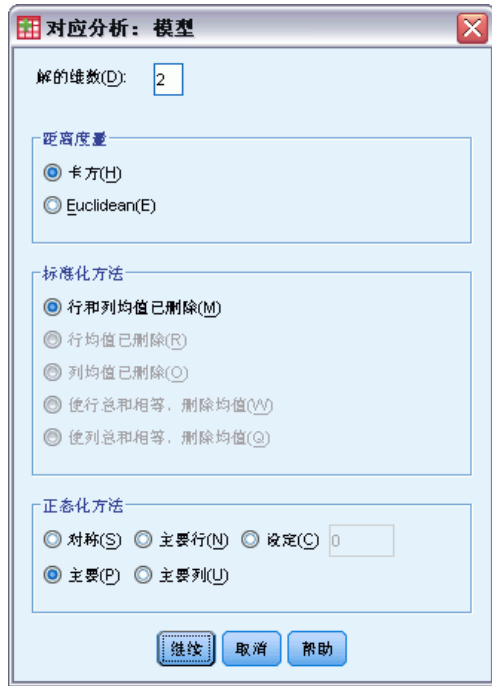 对应分析：模型
解的维数(D): 2
距离度量
卡方(H)
Euclidean(E)
标准化方法
行和列均值已删除(M)
行均值已删除(R)
列均值已删除(O)
使行总和相等，删除均值(W)
使列总和相等，删除均值(Q)
正态化方法
对称(S) 主要行(N) 设定(C) 0
主要(P) 主要列(U)
继续 取消 帮助